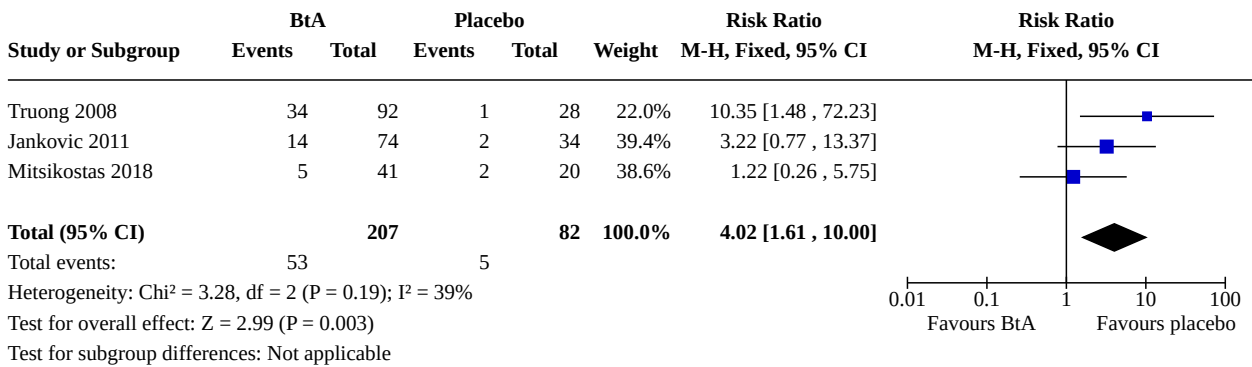 BtA Placebo Risk Ratio Risk Ratio
Study or Subgroup Events Total Events Total Weight M-H, Fixed, 95% CI M-H, Fixed, 95% CI
Truong 2008 34 92 1 28 22.0% 10.35 [1.48 , 72.23]
Jankovic 2011 14 74 2 34 39.4% 3.22 [0.77 , 13.37]
Mitsikostas 2018 5 41 2 20 38.6% 1.22 [0.26 , 5.75]
Total (95% CI) 207 82 100.0% 4.02 [1.61 , 10.00]
Total events: 53 5
Heterogeneity: Chi² = 3.28, df = 2 (P = 0.19); I² = 39%
0.01 0.1 1 10 100
Test for overall effect: Z = 2.99 (P = 0.003) Favours BtA Favours placebo
Test for subgroup differences: Not applicable